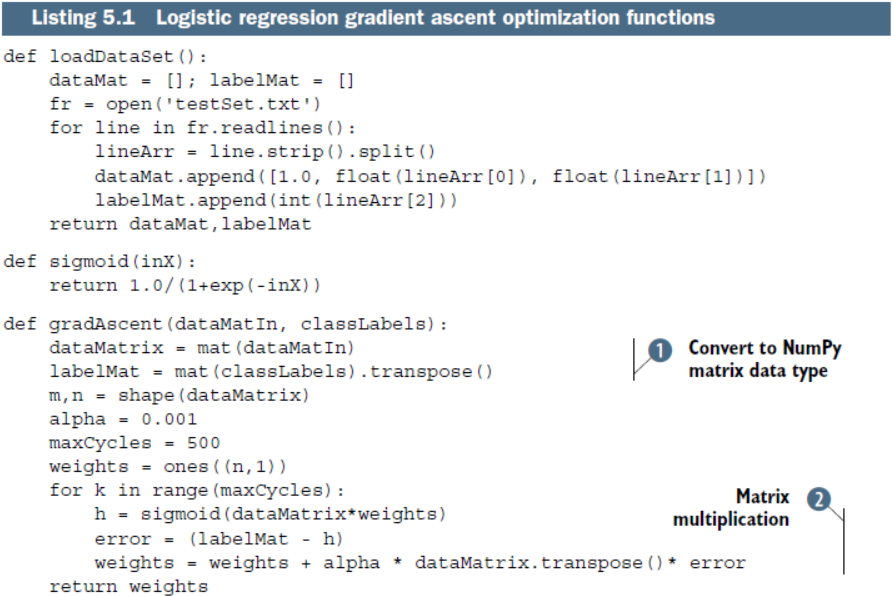 Listing 5.1 Logistic regression gradient ascent optimization functions
def loadDataSet():
    dataMat = []; labelMat = []
    fr = open('testSet.txt')
    for line in fr.readlines():
        lineArr = line.strip().split()
        dataMat.append([1.0, float(lineArr[0]), float(lineArr[1])])
        labelMat.append(int(lineArr[2]))
    return dataMat,labelMat
def sigmoid(inX):
    return 1.0/(1+exp(-inX))
def gradAscent(dataMatIn, classLabels):
    dataMatrix = mat(dataMatIn)
    labelMat = mat(classLabels).transpose()
1 Convert to NumPy
matrix data type
    m,n = shape(dataMatrix)
    alpha = 0.001
    maxCycles = 500
    weights = ones((n,1))
    for k in range(maxCycles):
        h = sigmoid(dataMatrix*weights)
        error = (labelMat - h)
        weights = weights + alpha * dataMatrix.transpose()* error
Matrix 2
multiplication
    return weights